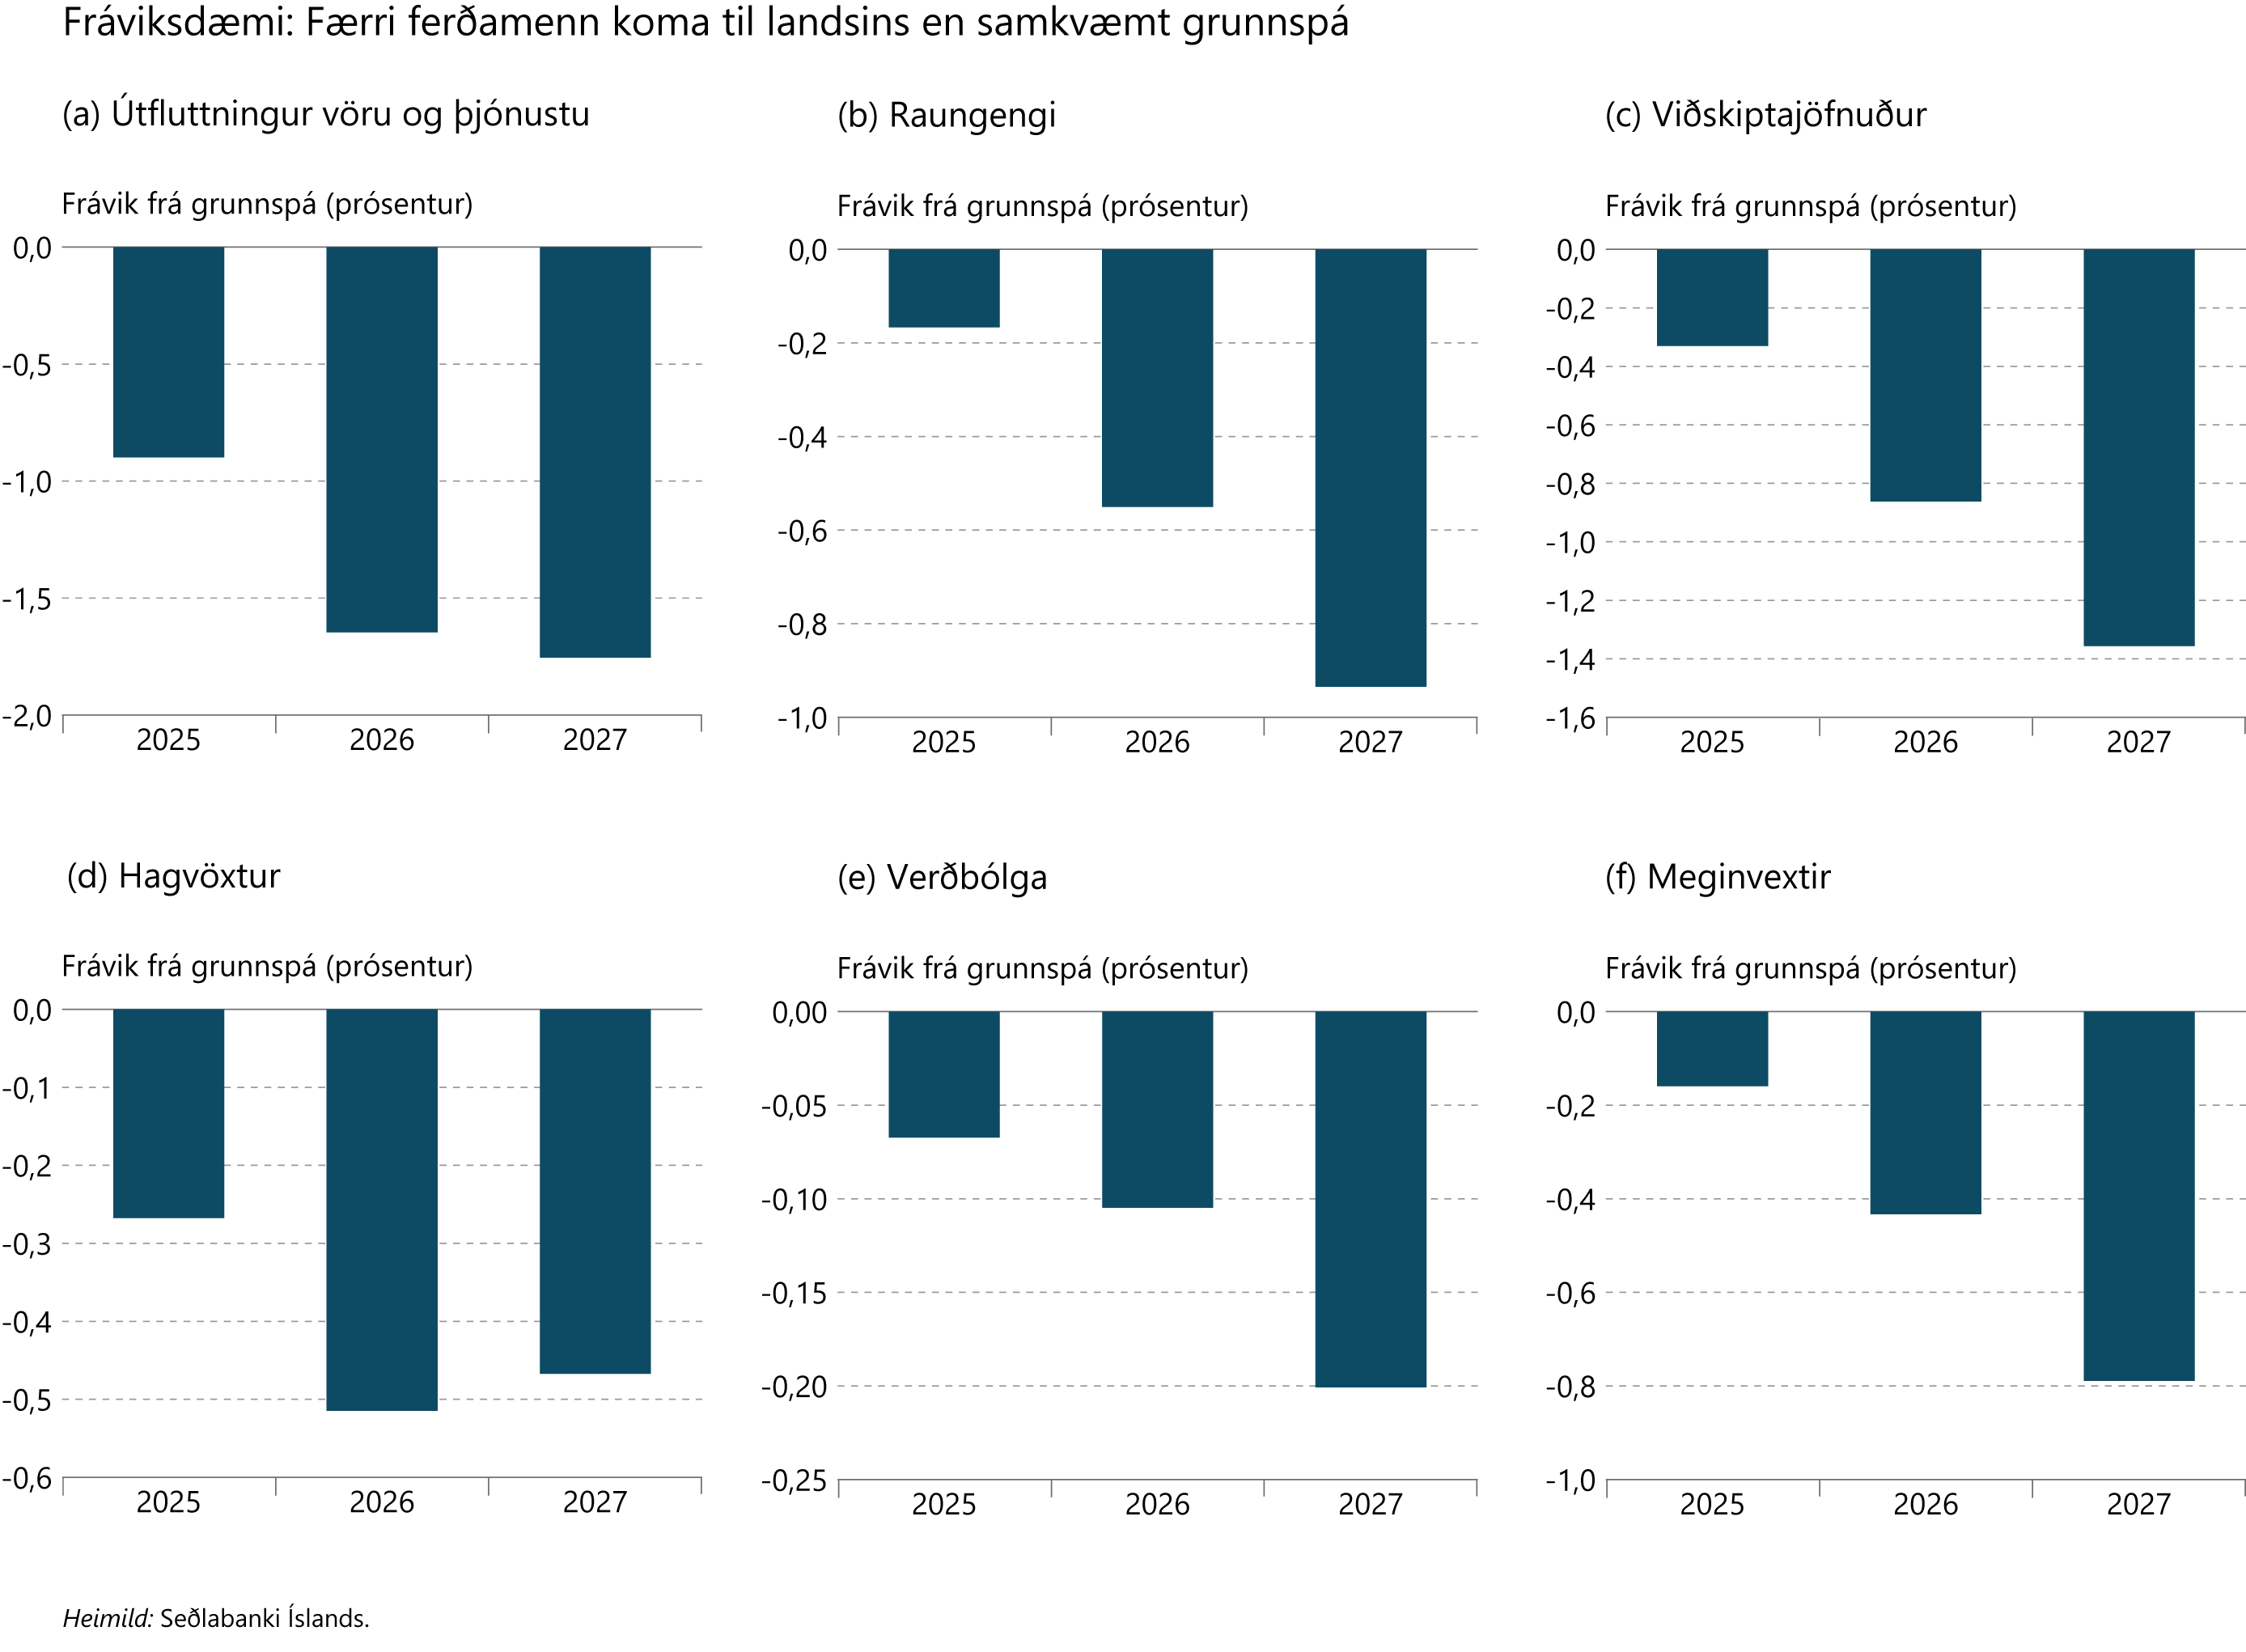 Fráviksdæmi: Færri ferðamenn koma til landsins en samkvæmt grunnspá
(a) Útfluttningur vöru og þjónustu
Frávik frá grunnspá (prósentur)
0,0
-0,5
-1,0
-1,5
-2,0
2025 2026 2027
(b) Raungengi
Frávik frá grunnspá (prósentur)
0,0
-0,2
-0,4
-0,6
-0,8
-1,0
2025 2026 2027
(c) Viðskiptajöfnuður
Frávik frá grunnspá (prósentur)
0,0
-0,2
-0,4
-0,6
-0,8
-1,0
-1,2
-1,4
-1,6
2025 2026 2027
(d) Hagvöxtur
Frávik frá grunnspá (prósentur)
0,0
-0,1
-0,2
-0,3
-0,4
-0,5
-0,6
2025 2026 2027
(e) Verðbólga
Frávik frá grunnspá (prósentur)
0,00
-0,05
-0,10
-0,15
-0,20
-0,25
2025 2026 2027
(f) Meginvextir
Frávik frá grunnspá (prósentur)
0,0
-0,2
-0,4
-0,6
-0,8
-1,0
2025 2026 2027
Heimild: Seðlabanki Íslands.